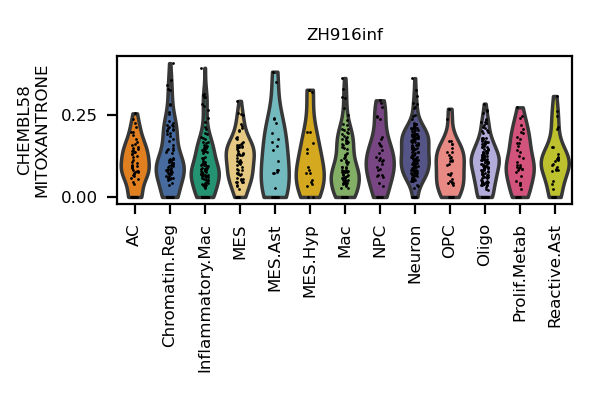 ZH916inf
CHEMBL58
MITOXANTRONE
0.25
0.00
AC
Chromatin.Reg
Inflammatory.Mac
MES
MES.Ast
MES.Hyp
Mac
NPC
Neuron
OPC
Oligo
Prolif.Metab
Reactive.Ast